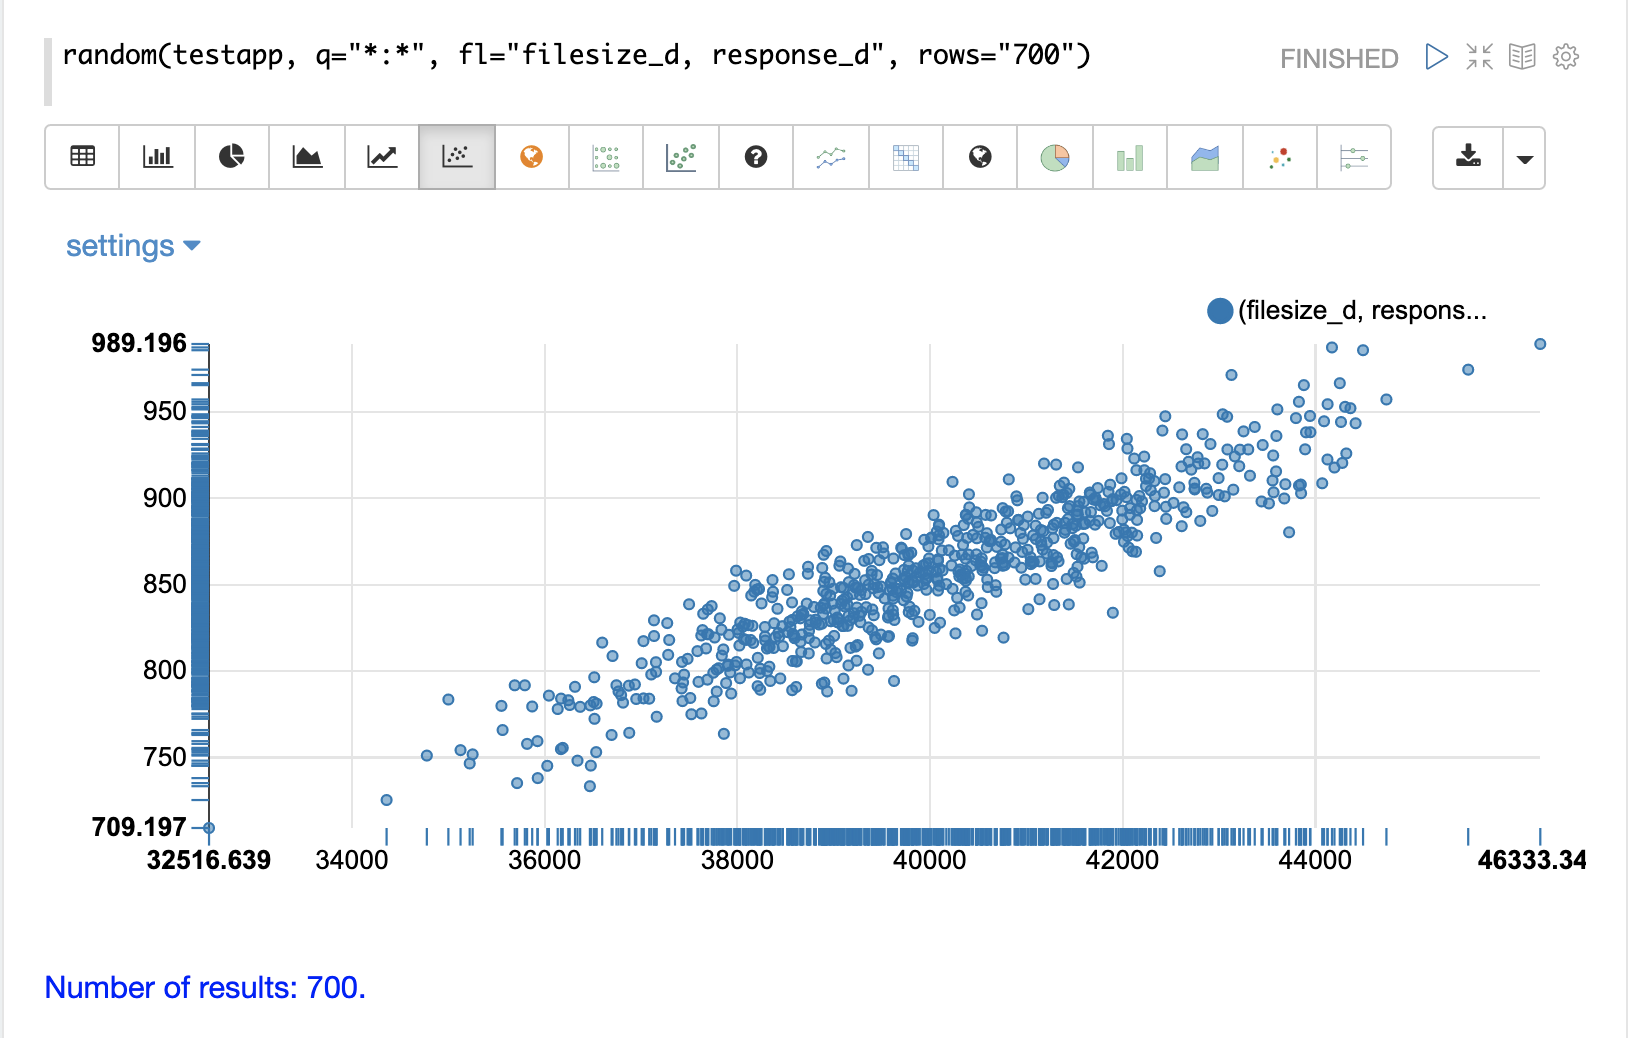 random(testapp, q="*:*", fl="filesize_d, response_d", rows="700")
FINISHED
settings
(filesize_d, respons...
989.196
950
900
850
800
750
709.197
32516.639 34000 36000 38000 40000 42000 44000 46333.34
Number of results: 700.